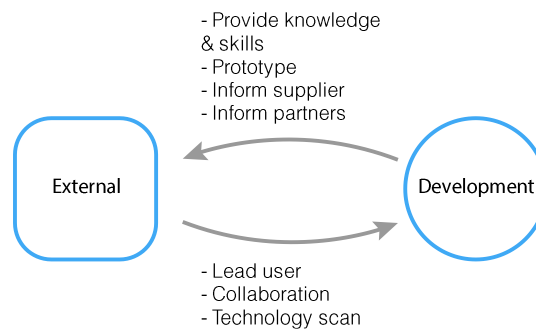 - Provide knowledge
& skills
- Prototype
- Inform supplier
- Inform partners
External
Development
- Lead user
- Collaboration
- Technology scan